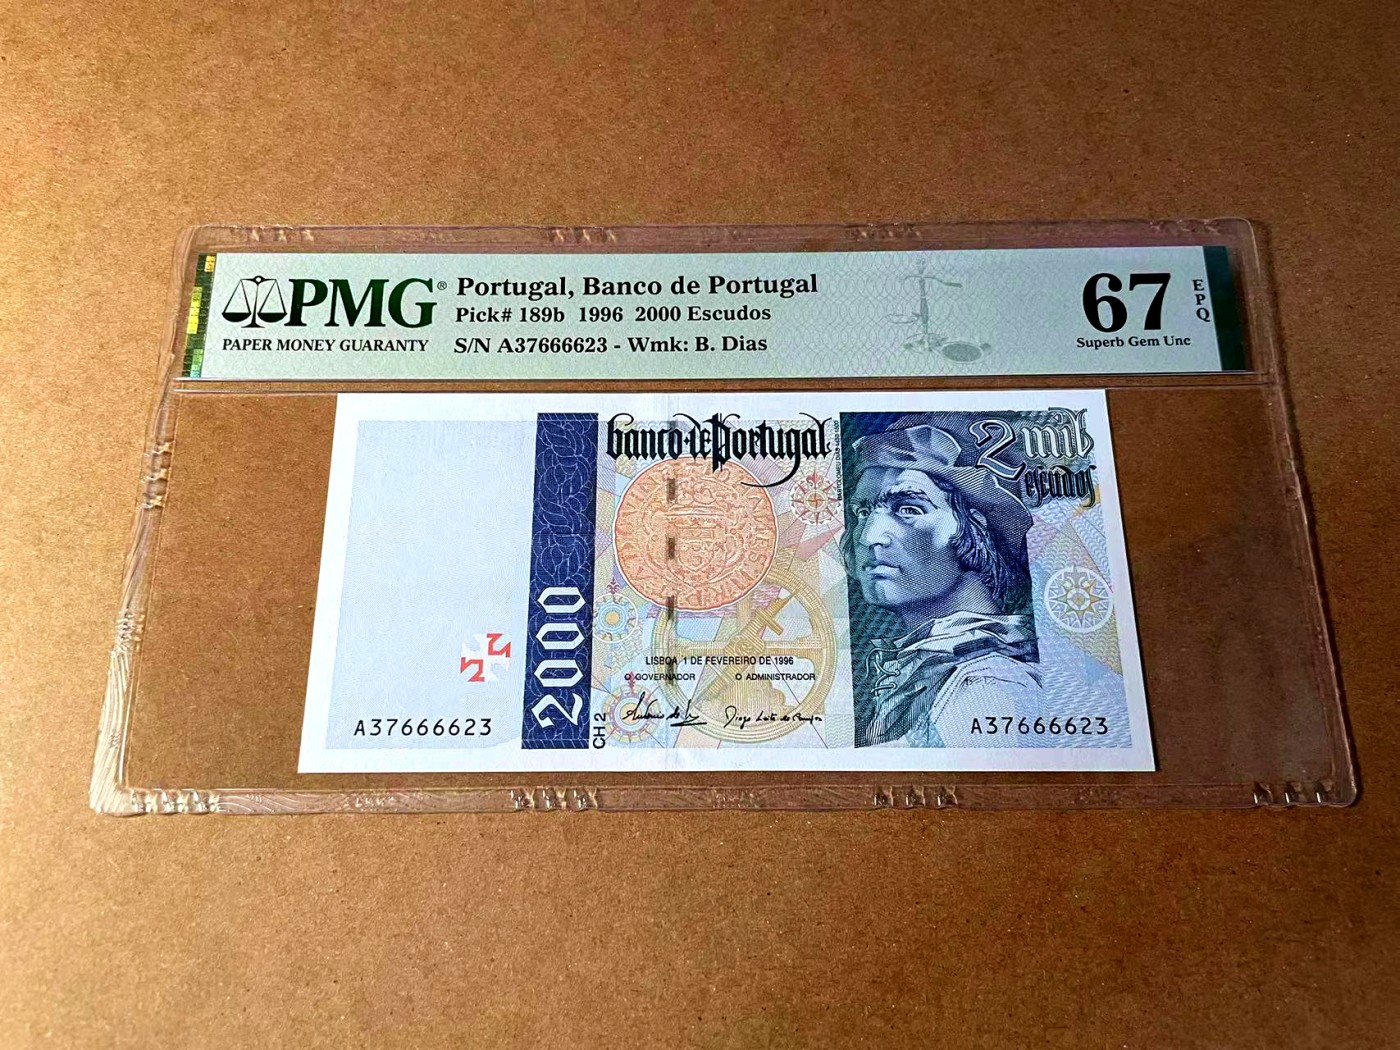 PMG®
PAPER MONEY GUARANTY
Portugal, Banco de Portugal
Pick# 189b 1996 2000 Escudos
S/N A37666623 - Wmk: B. Dias
67
EPQ
Superb Gem Unc
banco de Portugal
2 mil
escudos
2000
LISBOA, 1 DE FEVEREIRO DE 1996
O GOVERNADOR O ADMINISTRADOR
CH 2
A37666623
A37666623